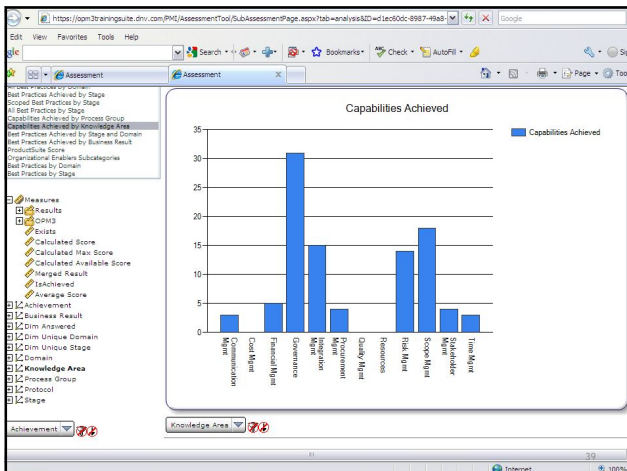 https://opm3trainingsuite.dnv.com/PMI/AssessmentTool/SubAssessmentPage.aspx?tab=analysis&ID=d1ec60dc-8987-49a8-
Google
Edit View Favorites Tools Help
gle
Search
Bookmarks
Check
AutoFill
Assessment
Assessment
Page
Best Practices Achieved by Stage
Scoped Best Practices by Stage
All Best Practices by Stage
Capabilities Achieved by Process Group
Capabilities Achieved by Knowledge Area
Best Practices Achieved by Stage and Domain
Best Practices Achieved by Business Result
ProductSuite Score
Organizational Enablers Subcategories
Best Practices by Domain
Best Practices by Stage
Measures
Results
OPM3
Exists
Calculated Score
Calculated Max Score
Calculated Available Score
Merged Result
IsAchieved
Average Score
Achievement
Business Result
Dim Answered
Dim Unique Domain
Dim Unique Stage
Domain
Knowledge Area
Process Group
Protocol
Stage
Achievement
Capabilities Achieved
Capabilities Achieved
35
30
25
20
15
10
5
0
Communication Mgmt
Cost Mgmt
Financial Mgmt
Governance
Integration Mgmt
Procurement Mgmt
Quality Mgmt
Resources
Risk Mgmt
Scope Mgmt
Stakeholder Mgmt
Time Mgmt
Knowledge Area
39
Internet
100%